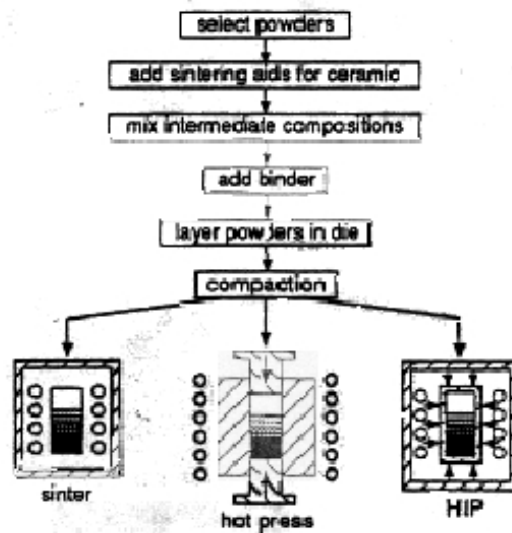 select powders
add sintering aids for ceramic
mix intermediate compositions
add binder
layer powders in die
compaction
sinter
hot press
HIP